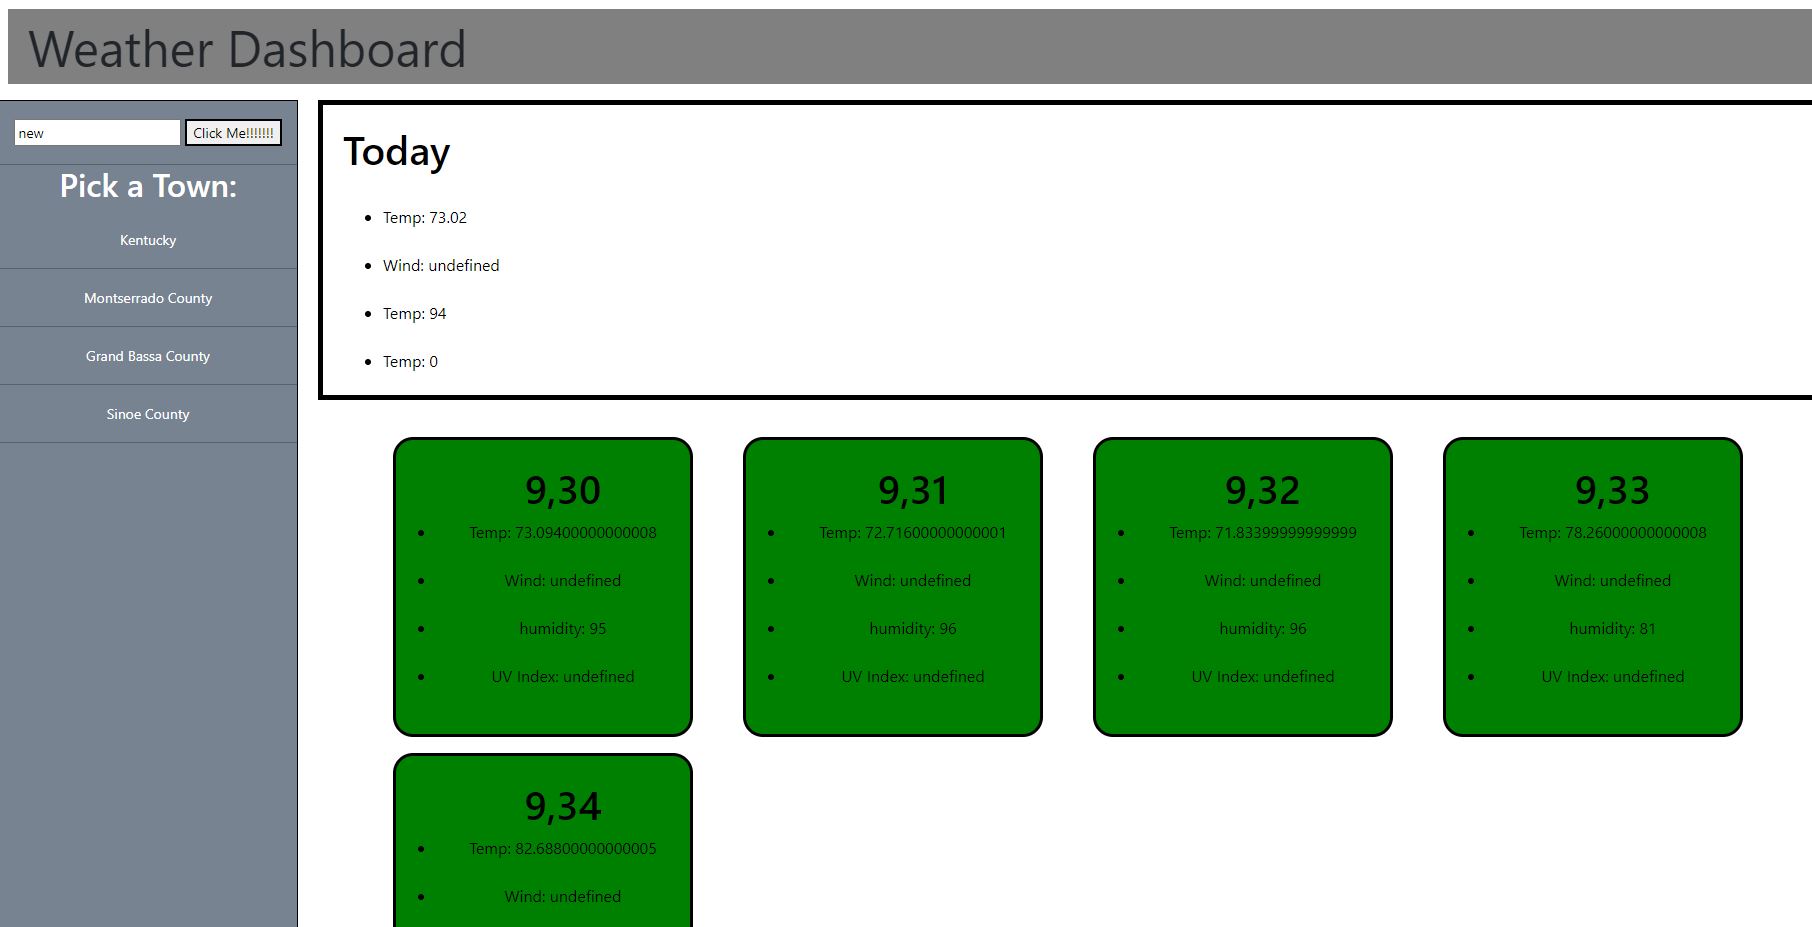 Weather Dashboard
new
Click Me!!!!!!!
Pick a Town:
Kentucky
Montserrado County
Grand Bassa County
Sinoe County
Today
Temp: 73.02
Wind: undefined
Temp: 94
Temp: 0
9,30
Temp: 73.09400000000008
Wind: undefined
humidity: 95
UV Index: undefined
9,31
Temp: 72.71600000000001
Wind: undefined
humidity: 96
UV Index: undefined
9,32
Temp: 71.83399999999999
Wind: undefined
humidity: 96
UV Index: undefined
9,33
Temp: 78.26000000000008
Wind: undefined
humidity: 81
UV Index: undefined
9,34
Temp: 82.68800000000005
Wind: undefined